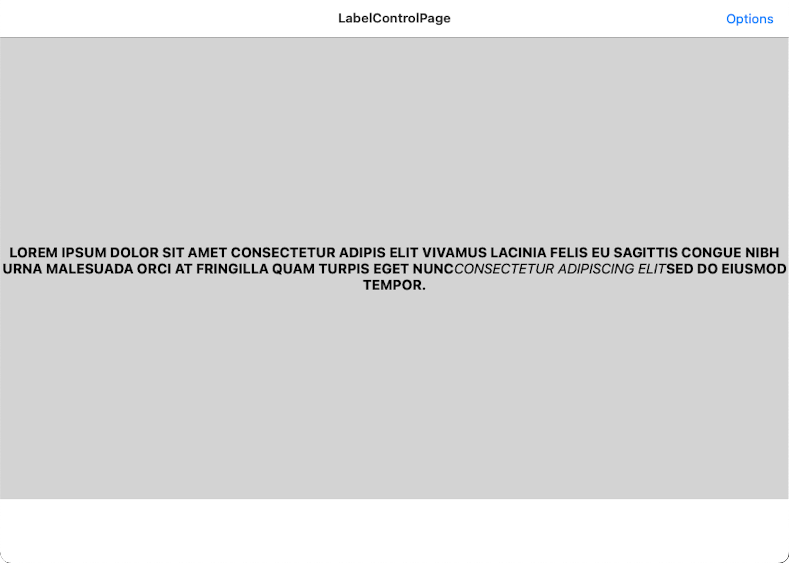 LabelControlPage
Options
LOREM IPSUM DOLOR SIT AMET CONSECTETUR ADIPIS ELIT VIVAMUS LACINIA FELIS EU SAGITTIS CONGUE NIBH
URNA MALESUADA ORCI AT FRINGILLA QUAM TURPIS EGET NUNCCONSECTETUR ADIPISCING ELITSED DO EIUSMOD
TEMPOR.